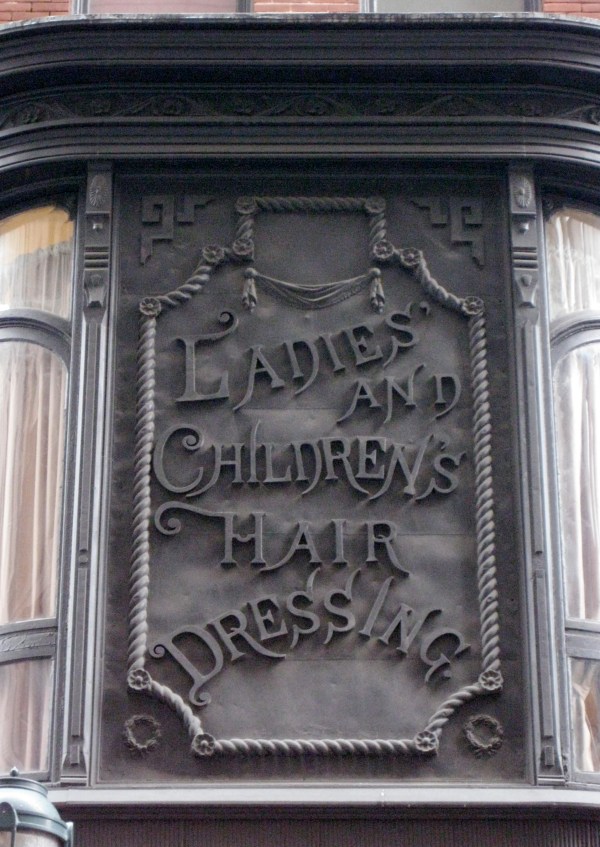 LADIES'
AND
CHILDREN'S
HAIR
DRESSING